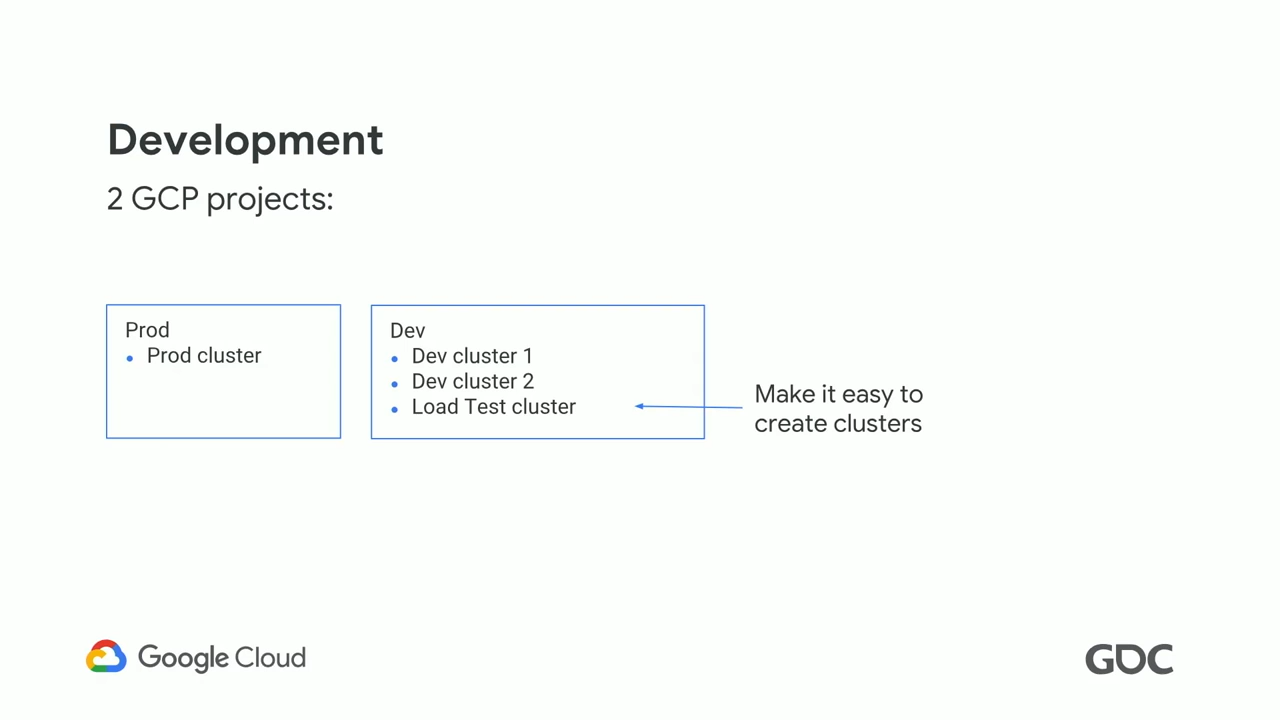 Development
2 GCP projects:
Prod
• Prod cluster
Dev
• Dev cluster 1
• Dev cluster 2
• Load Test cluster
Make it easy to
create clusters
Google Cloud
GDC